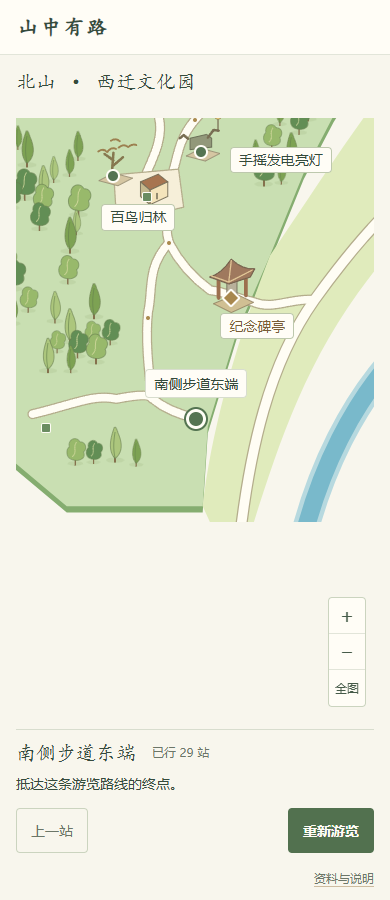 山中有路
北山 • 西迁文化园
手摇发电亮灯
百鸟归林
纪念碑亭
南侧步道东端
+
−
全图
南侧步道东端 已行 29 站
抵达这条游览路线的终点。
上一站 重新游览
资料与说明